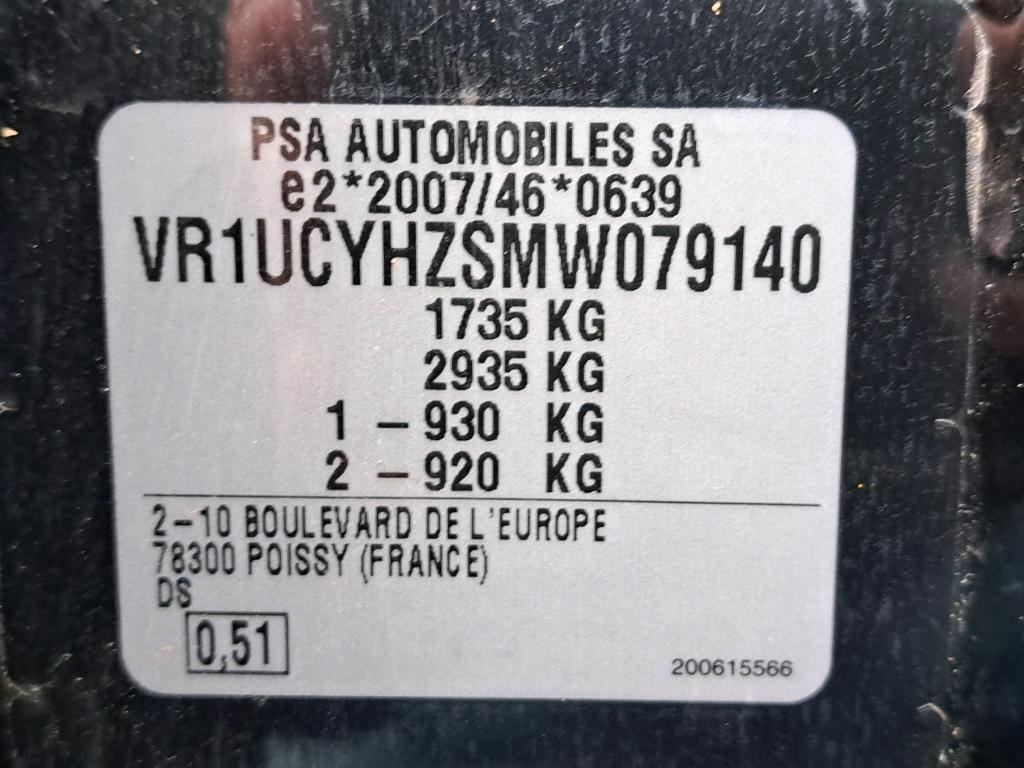 PSA AUTOMOBILES SA
e2*2007/46*0639
VR1UCYHZSMW079140
1735 KG
2935 KG
1 – 930 KG
2 – 920 KG
2–10 BOULEVARD DE L'EUROPE
78300 POISSY (FRANCE)
DS
0,51
200615566